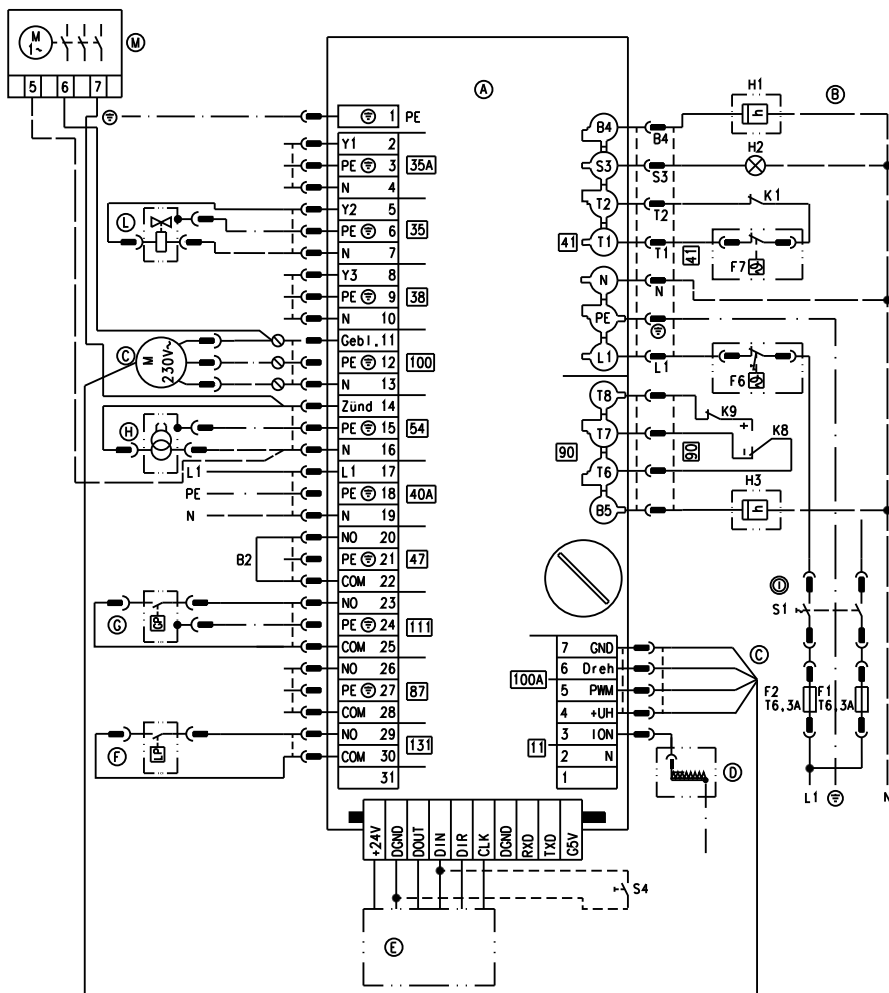 M
1~
M
5 6 7
A
B
H1
h
H2
1 PE
Y1 2
PE 3 35A
N 4
Y2 5
PE 6 35
N 7
Y3 8
PE 9 38
N 10
Gebl. 11
PE 12 100
N 13
Zünd 14
PE 15 54
N 16
L1 L1 17
PE PE 18 40A
N N 19
NO 20
B2 PE 21 47
COM 22
NO 23
PE 24 111
COM 25
NO 26
PE 27 87
COM 28
NO 29
COM 30 131
31
L
C
M
230V~
H
G
GP
F
LP
B4 B4
S3 S3
T2 T2
K1
41 T1 T1 41
F7
N N
PE
L1 L1
F6
T8
K9
+
T7
K8
-
90 T6 90
B5
H3
h
I
S1
F2
T6,3A
F1
T6,3A
L1
N
7 GND
6 Dreh
100A
5 PWM
4 +UH
3 ION
11
2 N
1
C
D
+24V
DGND
DOUT
DIN
DIR
CLK
DGND
RXD
TXD
G5V
S4
E